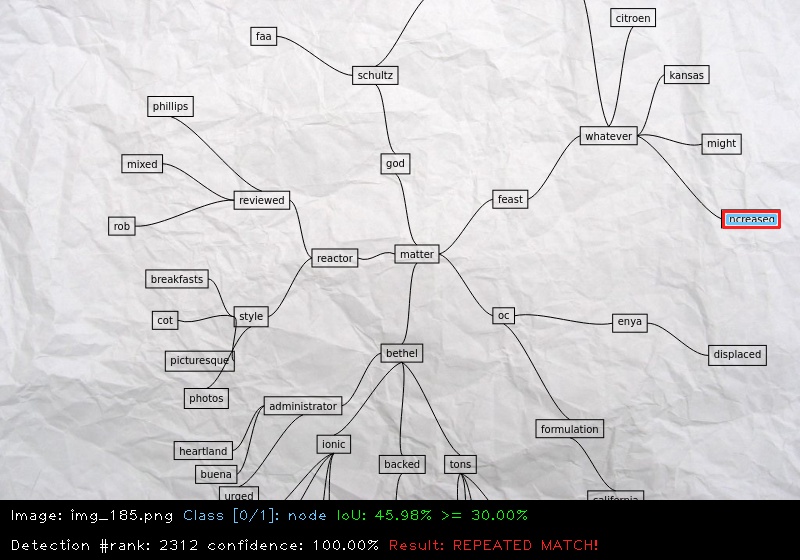 citroen
faa
schultz
kansas
phillips
whatever
might
mixed
god
reviewed
feast
rob
matter
reactor
breakfasts
style
cot
oc
enya
picturesque
bethel
displaced
photos
administrator
formulation
heartland
ionic
buena
backed
tons
urged
california
Image: img_185.png Class [0/1]: node IoU: 45.98% >= 30.00%
Detection #rank: 2312 confidence: 100.00% Result: REPEATED MATCH!